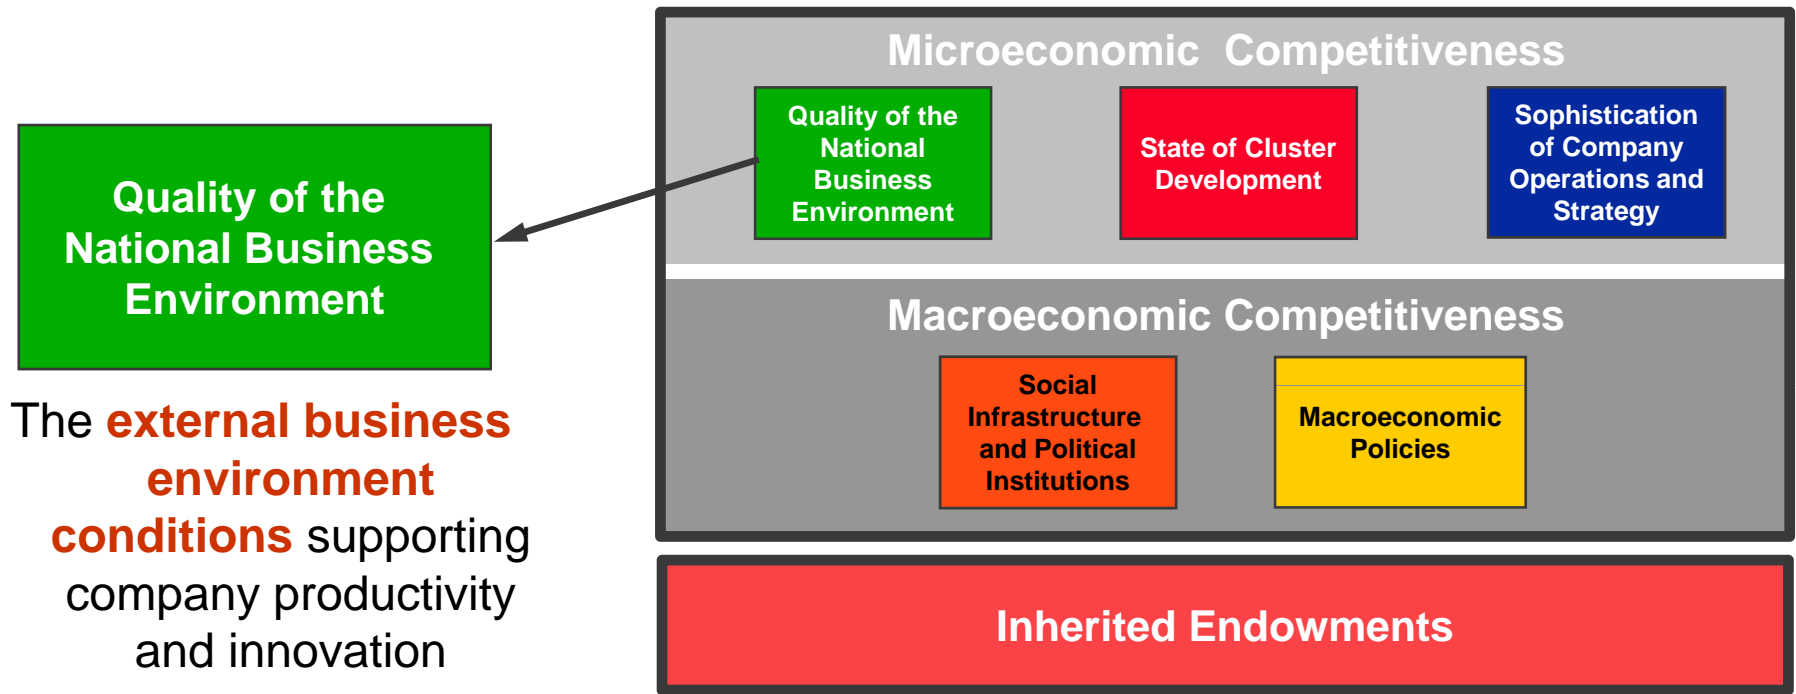 Microeconomic Competitiveness
Quality of the
National
Business
Environment
State of Cluster
Development
Sophistication
of Company
Operations and
Strategy
Quality of the
National Business
Environment
The external business
environment
conditions supporting
company productivity
and innovation
Macroeconomic Competitiveness
Social
Infrastructure
and Political
Institutions
Macroeconomic
Policies
Inherited Endowments